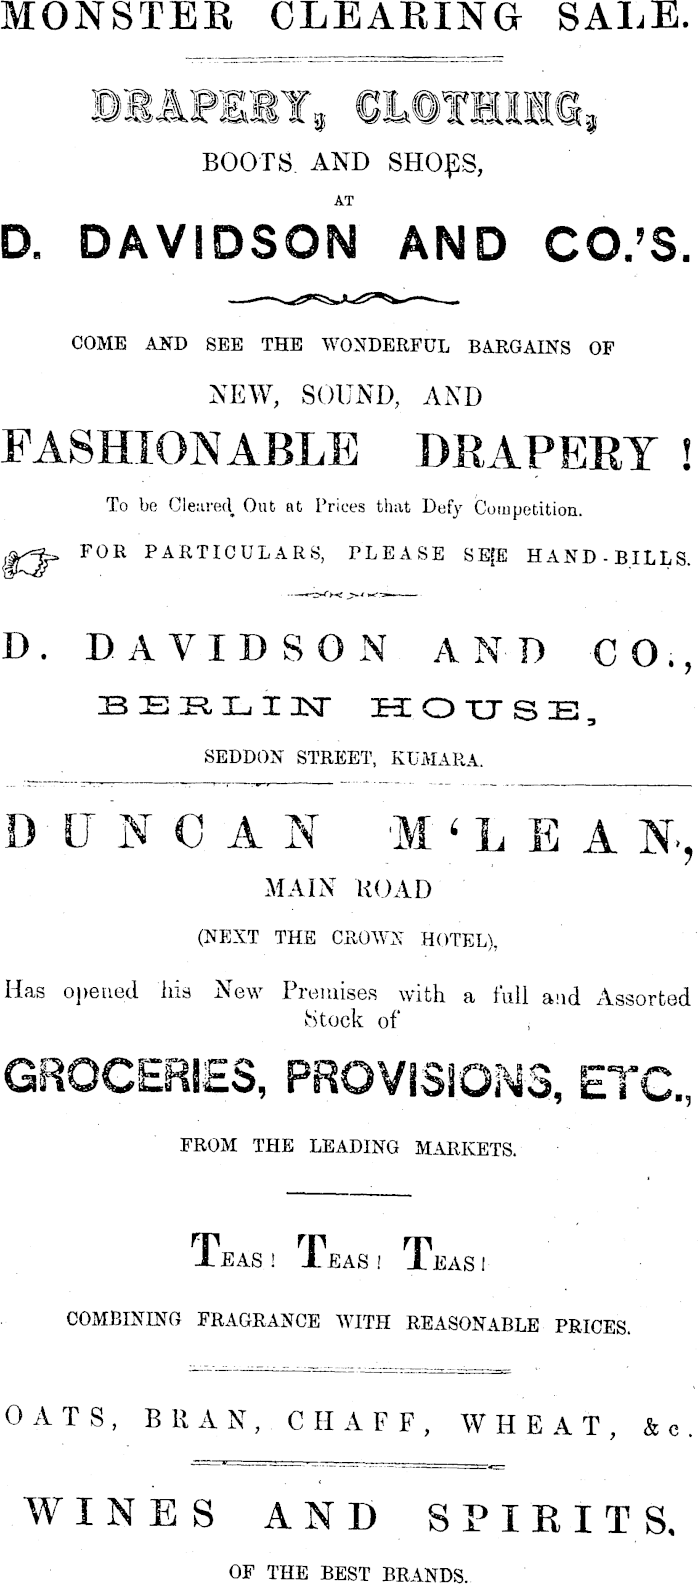 MONSTER CLEARING SALE.
DRAPERY, CLOTHING,
BOOTS AND SHOES,
AT
D. DAVIDSON AND CO.'S.
COME AND SEE THE WONDERFUL BARGAINS OF
NEW, SOUND, AND
FASHIONABLE DRAPERY !
To be Cleared Out at Prices that Defy Competition.
FOR PARTICULARS, PLEASE SEE HAND-BILLS.
D. DAVIDSON AND CO.,
BERLIN HOUSE,
SEDDON STREET, KUMARA.
DUNCAN M‘LEAN,
MAIN ROAD
(NEXT THE CROWN HOTEL),
Has opened his New Premises with a full and Assorted
Stock of
GROCERIES, PROVISIONS, ETC.,
FROM THE LEADING MARKETS.
TEAS! TEAS! TEAS!
COMBINING FRAGRANCE WITH REASONABLE PRICES.
OATS, BRAN, CHAFF, WHEAT, &c.
WINES AND SPIRITS.
OF THE BEST BRANDS.